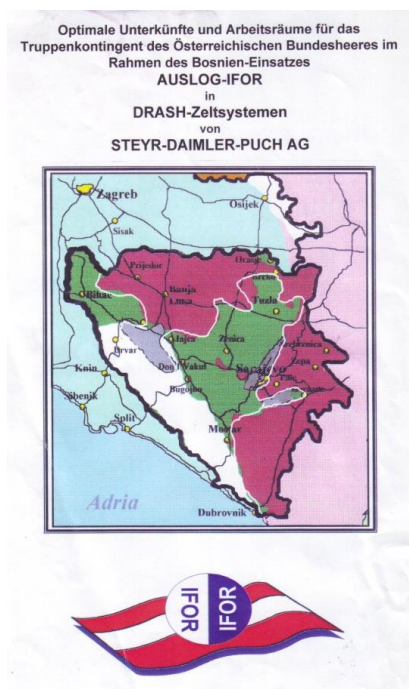 Optimale Unterkünfte und Arbeitsräume für das
Truppenkontingent des Österreichischen Bundesheeres im
Rahmen des Bosnien-Einsatzes
AUSLOG-IFOR
in
DRASH-Zeltsystemen
von
STEYR-DAIMLER-PUCH AG
Zagreb
Osijek
Sisak
Prijedor
Bihac
Banja
Luka
Tuzla
Jajce
Zenica
Drvar
Don Vakuf
Knin
Bugojno
Zepa
Pale
Sibenik
Split
Mostar
Adria
Dubrovnik
IFOR
IFOR